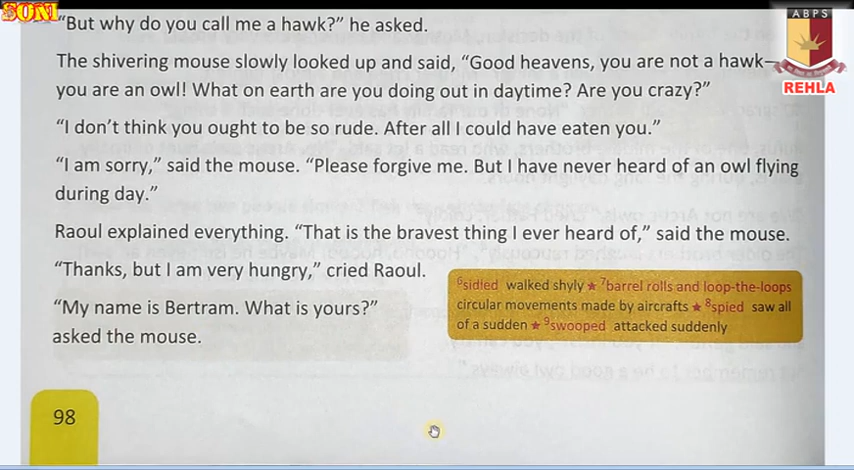 SONI
"But why do you call me a hawk?" he asked.
The shivering mouse slowly looked up and said, "Good heavens, you are not a hawk—
you are an owl! What on earth are you doing out in daytime? Are you crazy?"
"I don't think you ought to be so rude. After all I could have eaten you."
"I am sorry," said the mouse. "Please forgive me. But I have never heard of an owl flying
during day."
Raoul explained everything. "That is the bravest thing I ever heard of," said the mouse.
"Thanks, but I am very hungry," cried Raoul.
"My name is Bertram. What is yours?"
asked the mouse.
⁶sidled walked shyly ★ ⁷barrel rolls and loop-the-loops
circular movements made by aircrafts ★ ⁸spied saw all
of a sudden ★ ⁹swooped attacked suddenly
98
ABPS
REHLA